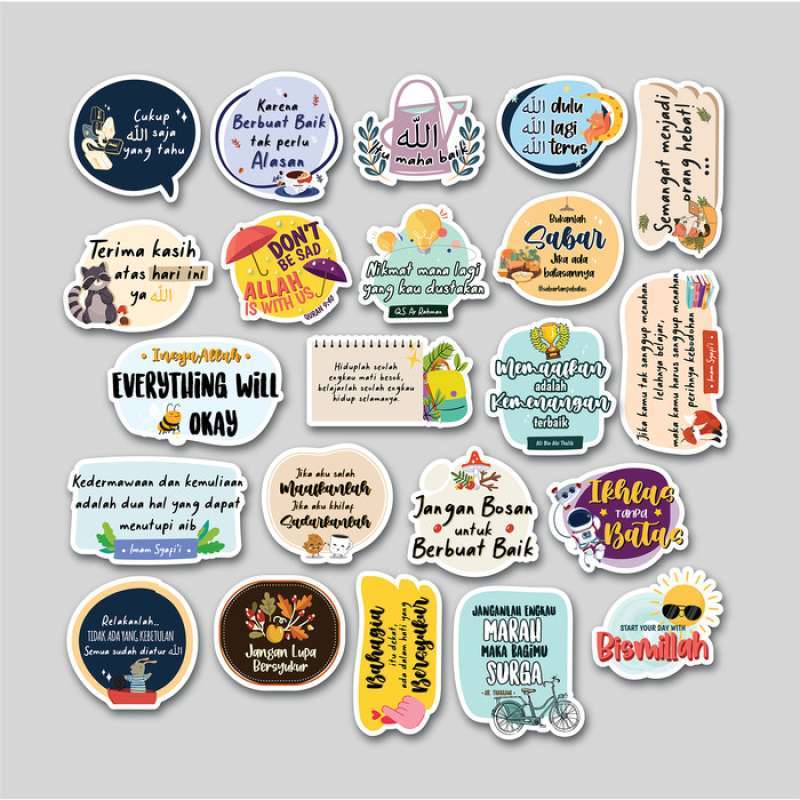 Cukup
الله saja
yang tahu
Karena
Berbuat Baik
tak perlu
Alasan
الله
itu maha baik
الله dulu
الله lagi
الله terus
Semangat menjadi
orang hebat!
...
Terima kasih
atas hari ini
ya الله
DON'T
BE SAD
ALLAH
IS WITH US
QURAN 9:40
Nikmat mana lagi
yang kau dustakan
QS. Ar Rahman
Bukanlah
Sabar
Jika ada
balasannya
#sabartanpabatas
Jika kamu tak sanggup menahan
lelahnya belajar,
maka kamu harus sanggup menahan
perihnya kebodohan
Imam Syafi'i
InsyaAllah
EVERYTHING WILL
OKAY
Hiduplah seolah
engkau mati besok,
belajarlah seolah engkau
hidup selamanya.
Memaafkan
adalah
Kemenangan
terbaik
Ali Bin Abi Thalib
Kedermawaan dan kemuliaan
adalah dua hal yang dapat
menutupi aib
Imam Syafi'i
Jika aku salah
Maafkanlah
Jika aku khilaf
Sadarkanlah
Jangan Bosan
untuk
Berbuat Baik
Ikhlas
TANPA
Batas
Relakanlah..
TIDAK ADA YANG KEBETULAN
Semua sudah diatur الله
Jangan Lupa
Bersyukur
Bahagia
itu dekat,
ada dalam hati yang
Bersyukur
JANGANLAH ENGKAU
MARAH
MAKA BAGIMU
SURGA
START YOUR DAY WITH
Bismillah